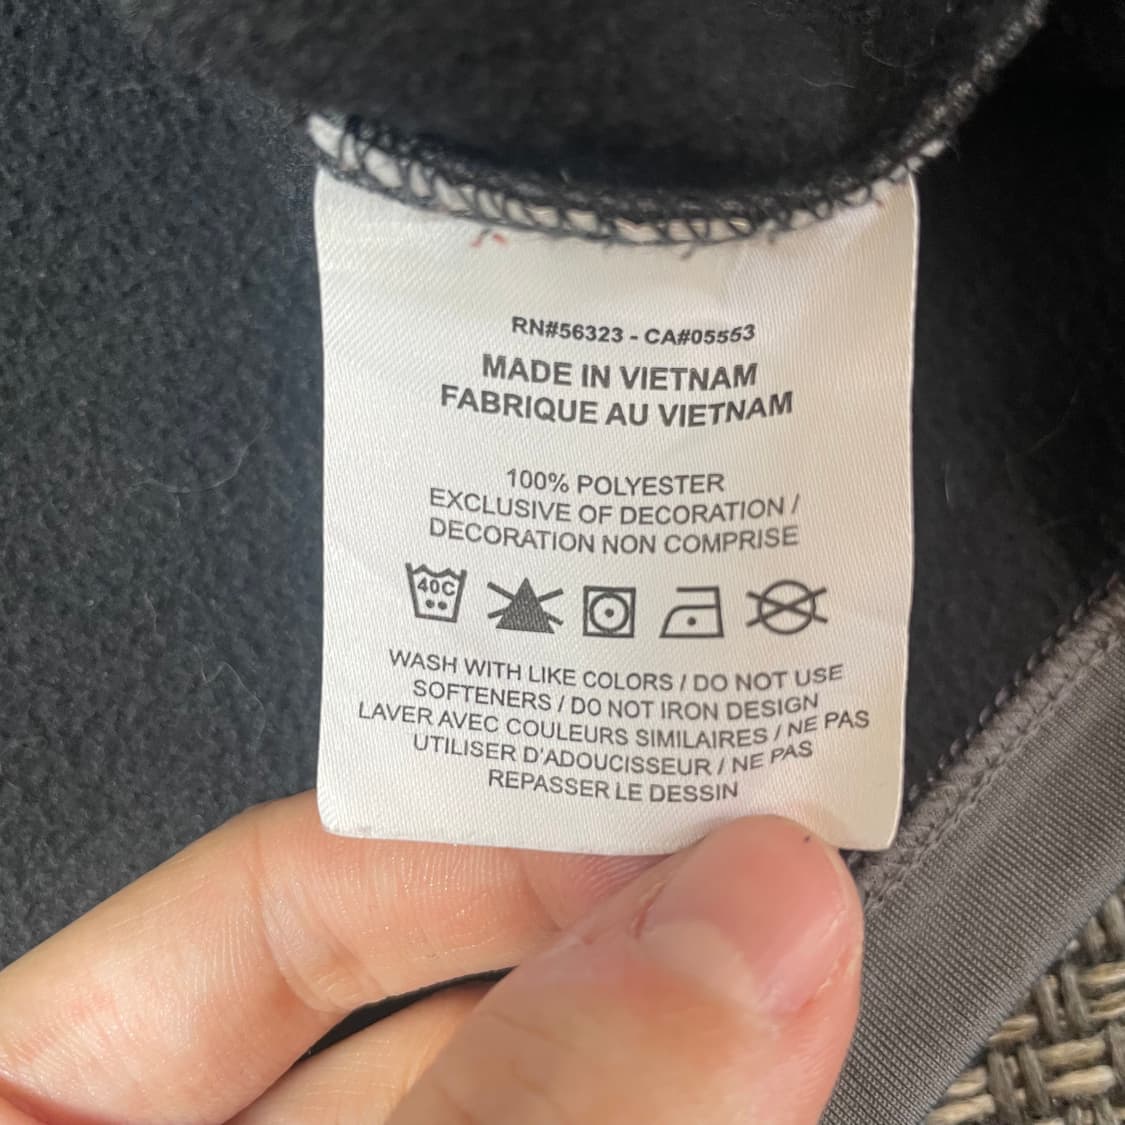 RN#56323 - CA#05553
MADE IN VIETNAM
FABRIQUE AU VIETNAM
100% POLYESTER
EXCLUSIVE OF DECORATION /
DECORATION NON COMPRISE
40C
WASH WITH LIKE COLORS / DO NOT USE
SOFTENERS / DO NOT IRON DESIGN
LAVER AVEC COULEURS SIMILAIRES / NE PAS
UTILISER D'ADOUCISSEUR / NE PAS
REPASSER LE DESSIN